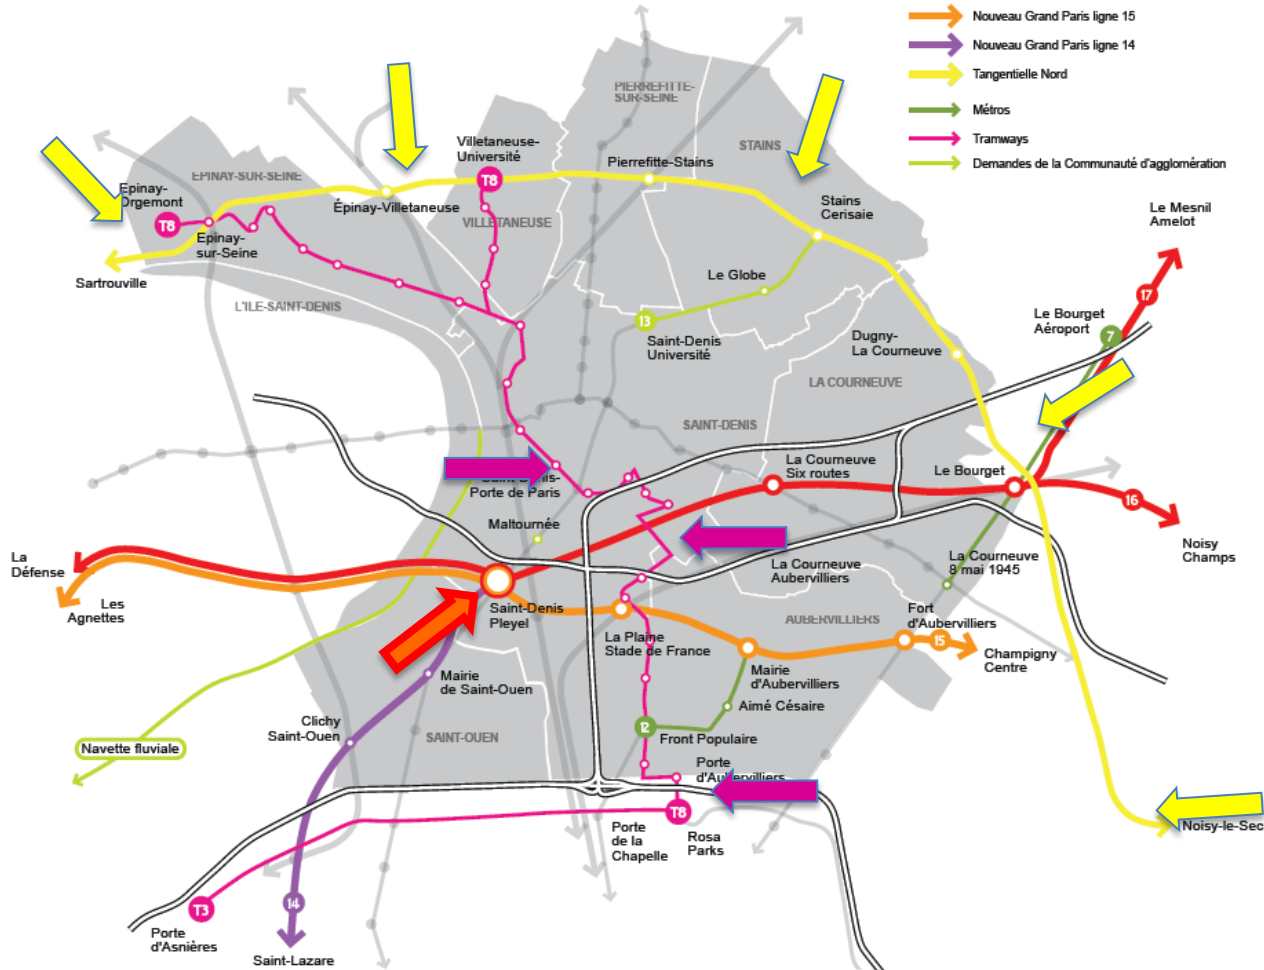 Nouveau Grand Paris ligne 15
Nouveau Grand Paris ligne 14
Tangentielle Nord
Métros
Tramways
Demandes de la Communauté d'agglomération
PIERREFITTE-
SUR-SEINE
STAINS
Villetaneuse-
Université
T8
Pierrefitte-Stains
EPINAY-SUR-SEINE
Epinay-
Orgemont
T8
Épinay-Villetaneuse
VILLETANEUSE
Stains
Cerisaie
Le Mesnil
Amelot
Epinay-
sur-Seine
Sartrouville
L'ILE-SAINT-DENIS
Le Globe
17
13
Saint-Denis
Université
Le Bourget
Aéroport
7
Dugny-
La Courneuve
LA COURNEUVE
SAINT-DENIS
La Courneuve
Six routes
Le Bourget
Saint-Denis-
Porte de Paris
16
Maltournée
Noisy
Champs
La
Défense
La Courneuve
Aubervilliers
La Courneuve
8 mai 1945
Les
Agnettes
Saint-Denis
Pleyel
AUBERVILLIERS
Fort
d'Aubervilliers
15
La Plaine
Stade de France
Champigny
Centre
Mairie
d'Aubervilliers
Mairie
de Saint-Ouen
Aimé Césaire
Clichy
Saint-Ouen
SAINT-OUEN
12
Front Populaire
Navette fluviale
Porte
d'Aubervilliers
T8
Porte
de la
Chapelle
Rosa
Parks
Noisy-le-Sec
T3
14
Porte
d'Asnières
Saint-Lazare